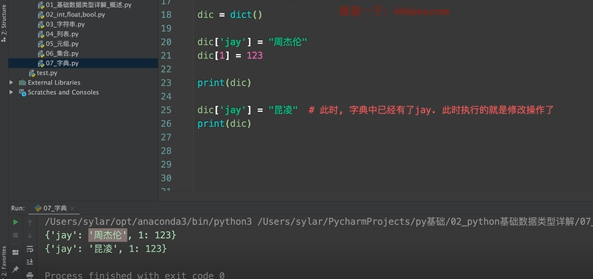 01_基础数据类型详解_概述.py
02_int,float,bool.py
03_字符串.py
04_列表.py
05_元组.py
06_集合.py
07_字典.py
test.py
External Libraries
Scratches and Consoles
Z: Structure
17
18 dic = dict()
19
20 dic['jay'] = "周杰伦"
21 dic[1] = 123
22
23 print(dic)
24
25 dic['jay'] = "昆凌" # 此时, 字典中已经有了jay. 此时执行的就是修改操作了
26 print(dic)
27
28
29
30
31
Run: 07_字典 ×
/Users/sylar/opt/anaconda3/bin/python3 /Users/sylar/PycharmProjects/py基础/02_python基础数据类型详解/07_
{'jay': '周杰伦', 1: 123}
{'jay': '昆凌', 1: 123}
Process finished with exit code 0
2: Favorites